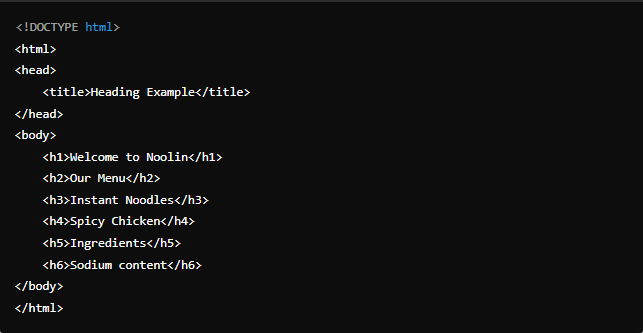 <!DOCTYPE html>
<html>
<head>
    <title>Heading Example</title>
</head>
<body>
    <h1>Welcome to Noolin</h1>
    <h2>Our Menu</h2>
    <h3>Instant Noodles</h3>
    <h4>Spicy Chicken</h4>
    <h5>Ingredients</h5>
    <h6>Sodium content</h6>
</body>
</html>